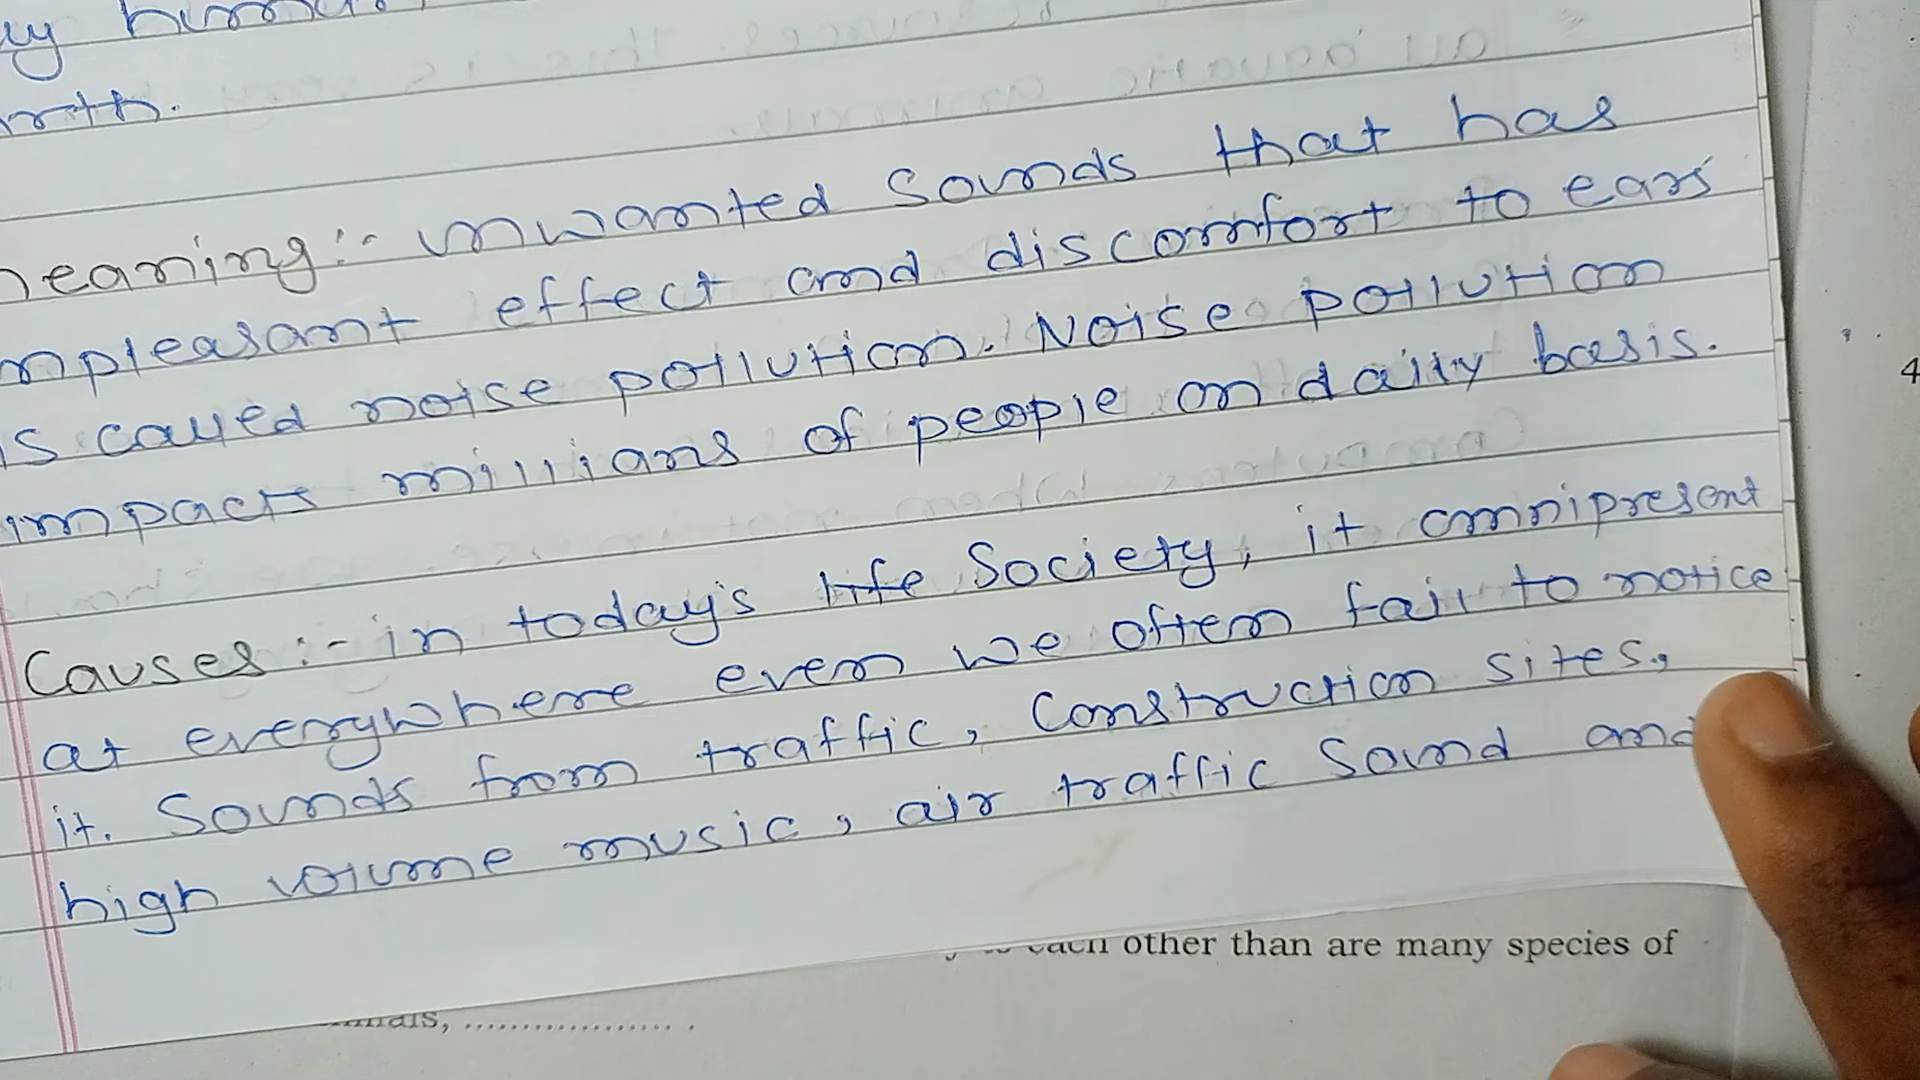 arth.
meaning:- unwanted sounds that has
unpleasant effect and discomfort to ears
is called noise pollution. Noise pollution
impacts millians of people on daily basis.
Causes:- in today's life Society, it omnipresent
at everywhere even we often fail to notice
it. Sounds from traffic, Construction sites,
high volume music, air traffic Sound and
each other than are many species of